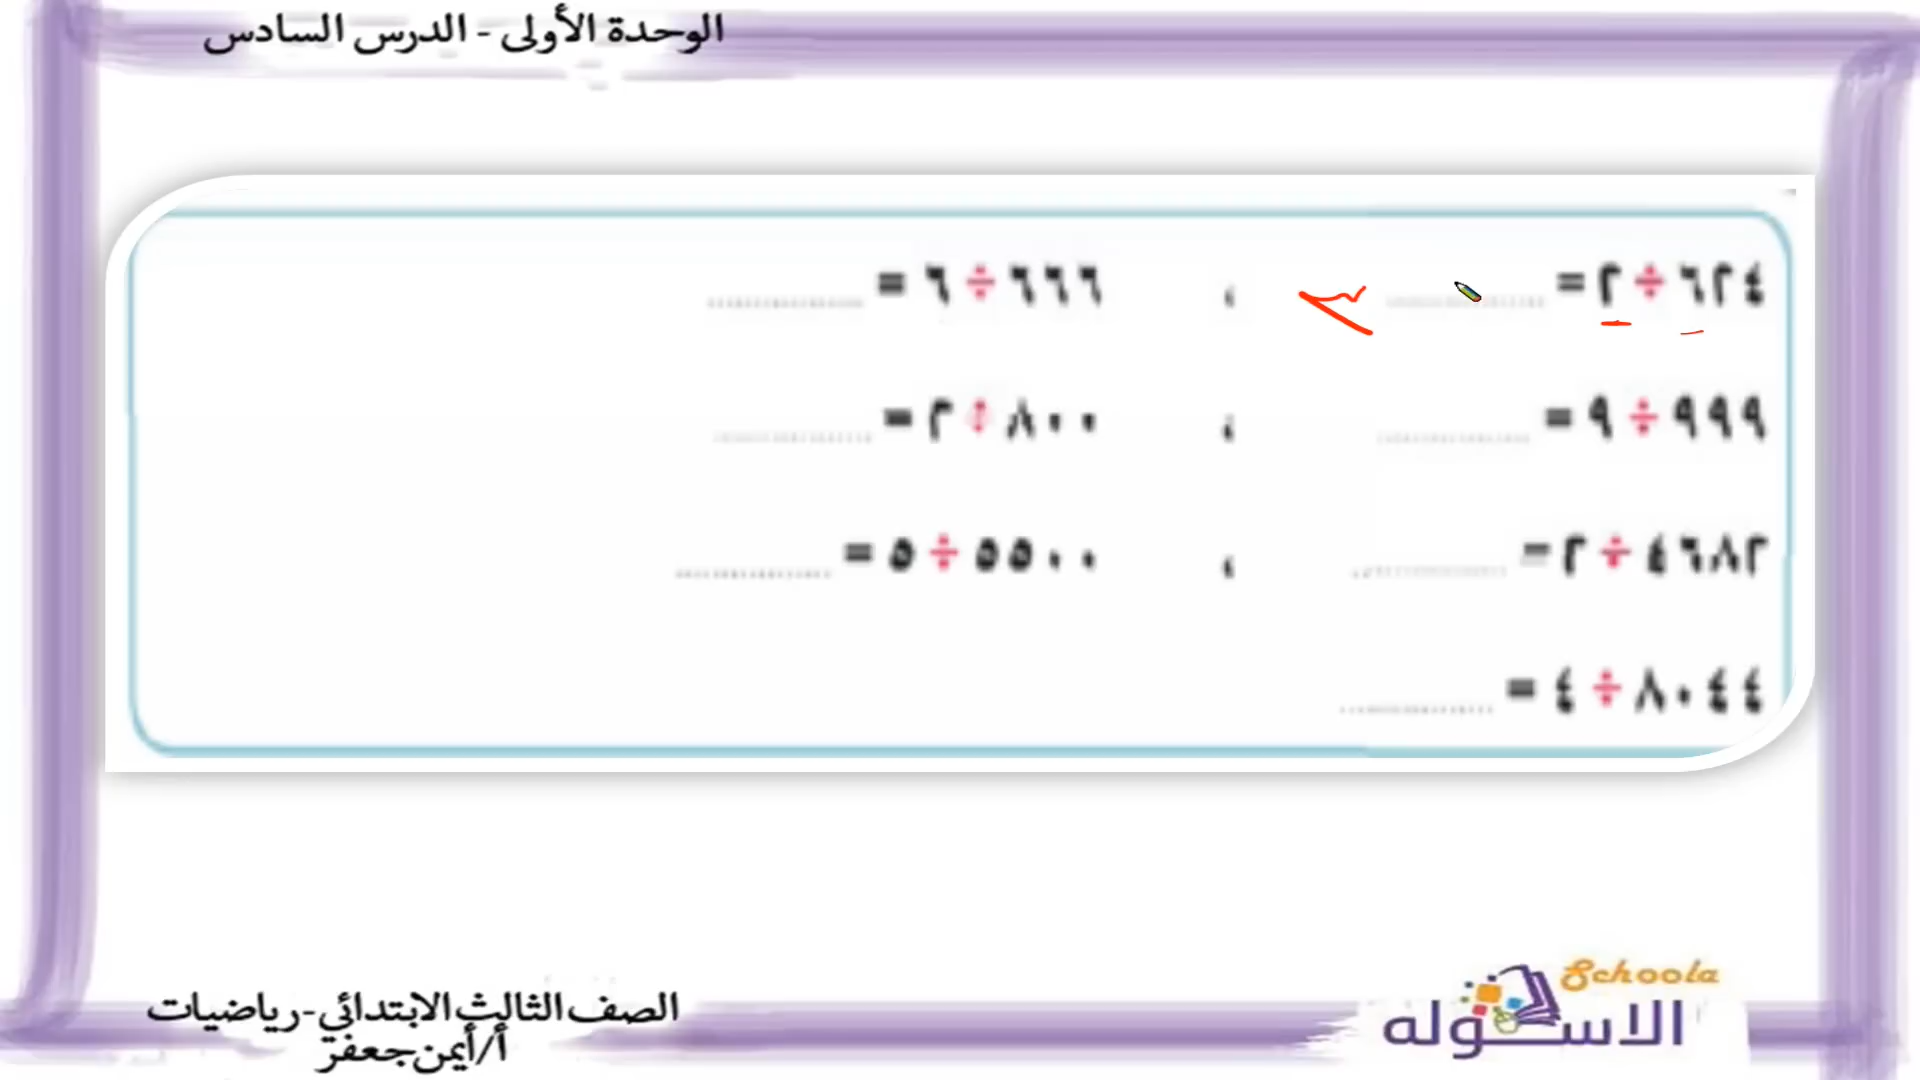 الوحدة الأولى - الدرس السادس
٦٢٤ ÷ ٢ = .................. ، ٦٦٦ ÷ ٦ = ..................
٩٩٩ ÷ ٩ = .................. ، ٨٠٠ ÷ ٢ = ..................
٤٦٨٢ ÷ ٢ = .................. ، ٥٥٠٠ ÷ ٥ = ..................
٨٠٤٤ ÷ ٤ = ..................
الصف الثالث الابتدائي - رياضيات
أ/أيمن جعفر
Schoola
الاسكوله